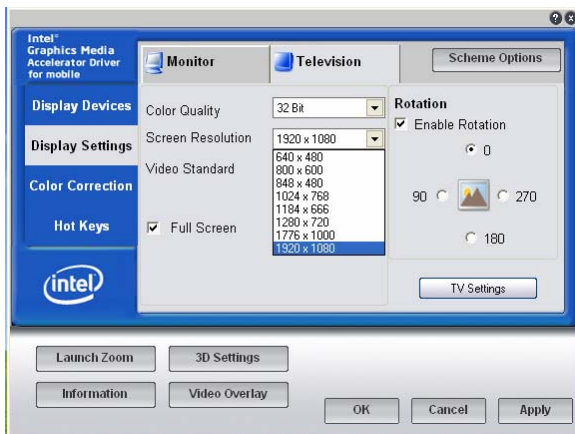 Intel®
Graphics Media
Accelerator Driver
for mobile
Monitor
Television
Scheme Options
Display Devices
Display Settings
Color Correction
Hot Keys
intel
Color Quality
32 Bit
Screen Resolution
1920 x 1080
640 x 480
800 x 600
848 x 480
1024 x 768
1184 x 666
1280 x 720
1776 x 1000
1920 x 1080
Video Standard
Full Screen
Rotation
Enable Rotation
0
90
270
180
TV Settings
Launch Zoom
3D Settings
Information
Video Overlay
OK
Cancel
Apply